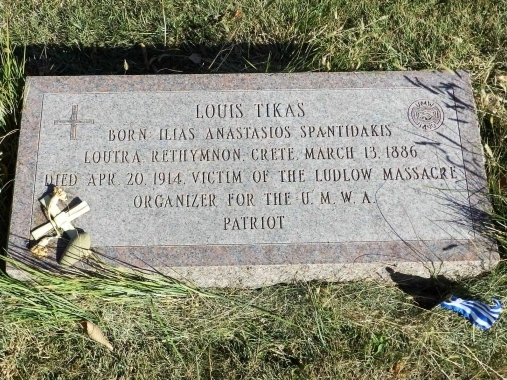 LOUIS TIKAS
BORN ILIAS ANASTASIOS SPANTIDAKIS
LOUTRA, RETHYMNON, CRETE, MARCH 13, 1886
DIED APR. 20, 1914, VICTIM OF THE LUDLOW MASSACRE
ORGANIZER FOR THE U. M. W. A.
PATRIOT